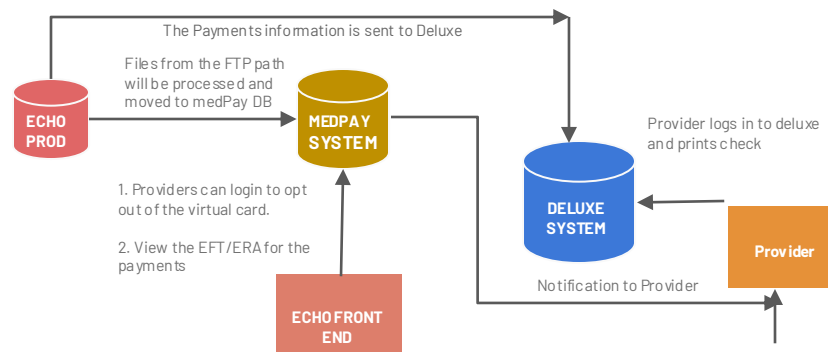 The Payments information is sent to Deluxe
Files from the FTP path
will be processed and
moved to medPay DB
ECHO
PROD
MEDPAY
SYSTEM
Provider logs in to deluxe
and prints check
1. Providers can login to opt
out of the virtual card.
2. View the EFT/ERA for the
payments
DELUXE
SYSTEM
Provider
Notification to Provider
ECHO FRONT
END